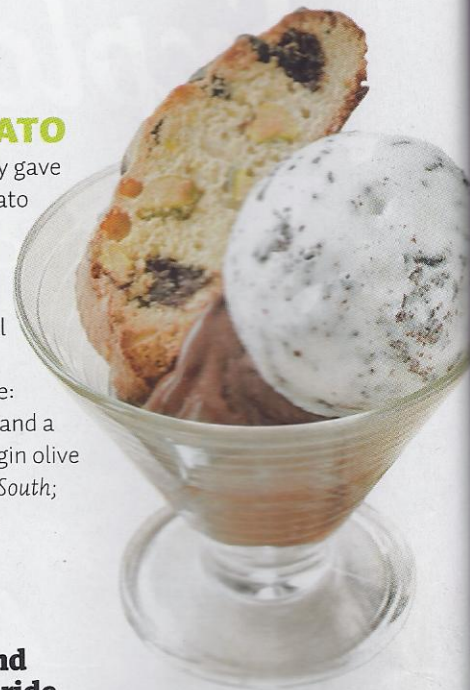 ATO
y gave
ato
l
e:
and a
gin olive
South;
nd
ride